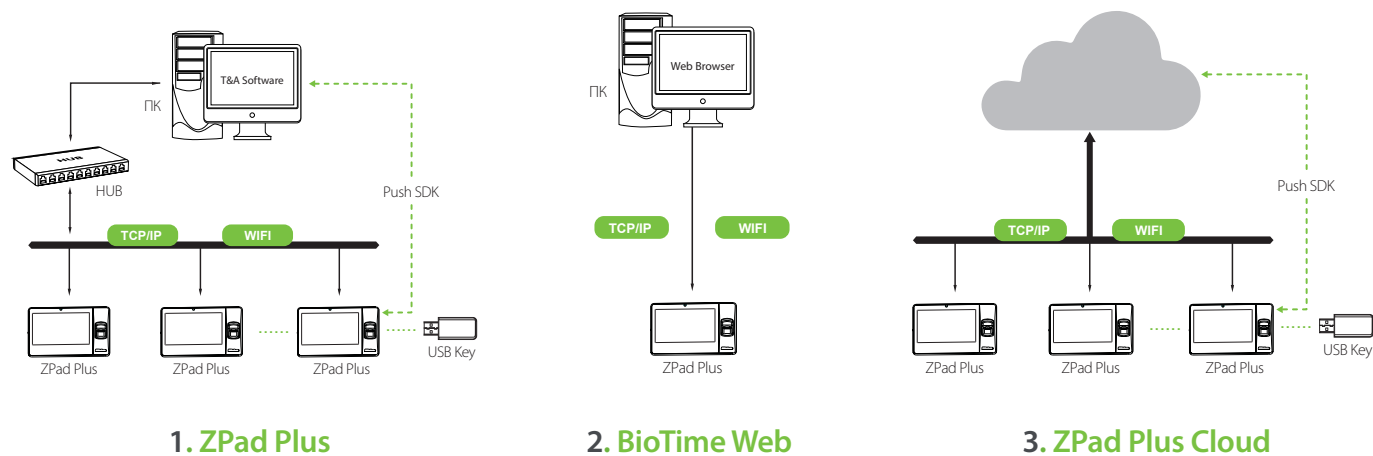 T&A Software
ПК
HUB
HUB
Push SDK
TCP/IP
WIFI
ZPad Plus
ZPad Plus
ZPad Plus
USB Key
1. ZPad Plus
Web Browser
ПК
TCP/IP
WIFI
ZPad Plus
2. BioTime Web
Push SDK
TCP/IP
WIFI
ZPad Plus
ZPad Plus
ZPad Plus
USB Key
3. ZPad Plus Cloud